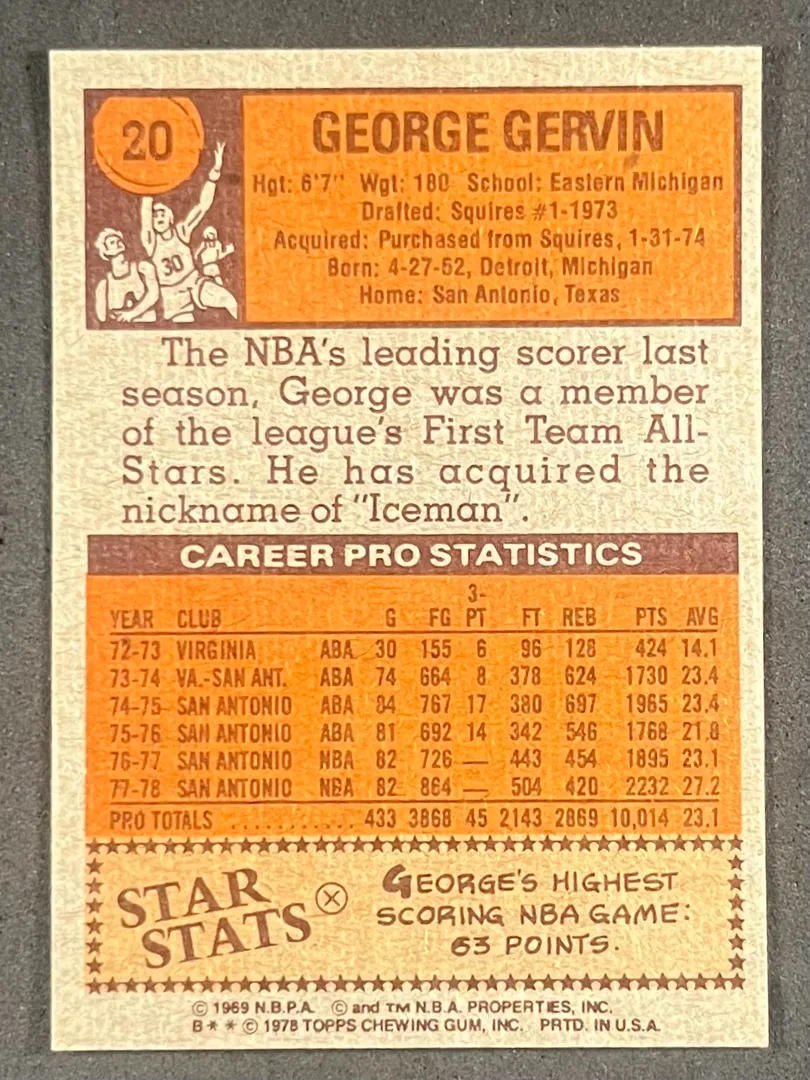 20
GEORGE GERVIN
Hgt: 6'7" Wgt: 180 School: Eastern Michigan
Drafted: Squires #1-1973
Acquired: Purchased from Squires, 1-31-74
Born: 4-27-52, Detroit, Michigan
Home: San Antonio, Texas
30
The NBA's leading scorer last
season, George was a member
of the league's First Team All-
Stars. He has acquired the
nickname of "Iceman".
CAREER PRO STATISTICS
YEAR CLUB G FG 3-PT FT REB PTS AVG
72-73 VIRGINIA ABA 30 155 6 96 128 424 14.1
73-74 VA.-SAN ANT. ABA 74 664 8 378 624 1730 23.4
74-75 SAN ANTONIO ABA 84 767 17 380 697 1965 23.4
75-76 SAN ANTONIO ABA 81 692 14 342 546 1768 21.8
76-77 SAN ANTONIO NBA 82 726 — 443 454 1895 23.1
77-78 SAN ANTONIO NBA 82 864 — 504 420 2232 27.2
PRO TOTALS ............ 433 3868 45 2143 2869 10,014 23.1
STAR STATS
GEORGE'S HIGHEST
SCORING NBA GAME:
63 POINTS.
© 1969 N.B.P.A. © and TM N.B.A. PROPERTIES, INC.
B* * © 1978 TOPPS CHEWING GUM, INC. PRTD. IN U.S.A.